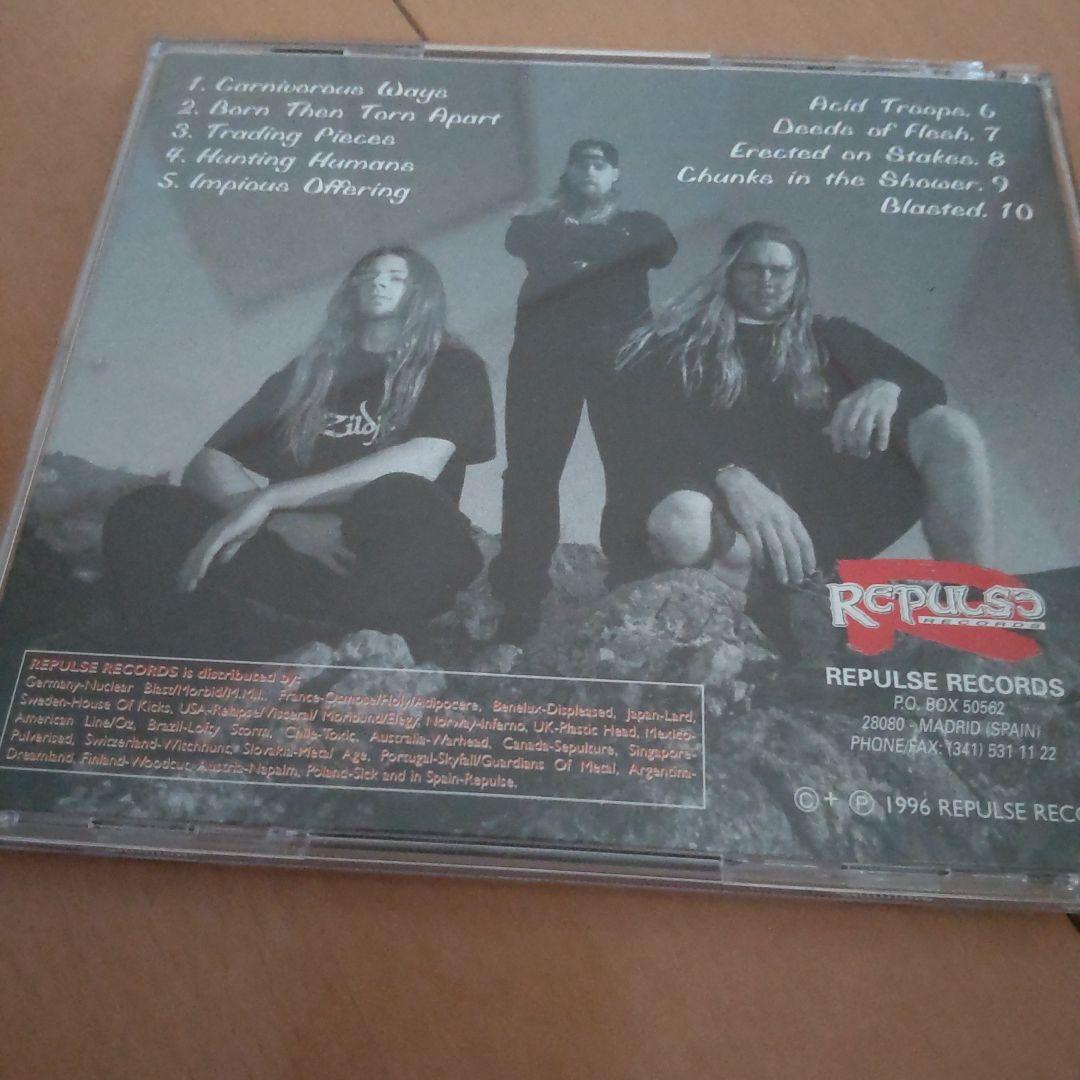 1. Carnivorous Ways
2. Born Then Torn Apart
3. Trading Pieces
4. Hunting Humans
5. Impious Offering
Acid Troops. 6
Deeds of Flesh. 7
Erected on Stakes. 8
Chunks in the Shower. 9
Blasted. 10
Zildj
REPULSE
RECORDS
REPULSE RECORDS
P.O. BOX 50562
28080 - MADRID (SPAIN)
PHONE/FAX: (341) 531 11 22
© + ℗ 1996 REPULSE RECO
REPULSE RECORDS is distributed by:
Germany-Nuclear Blast/Morbid/M.M.I., France-Osmose/Holy/Adipocere, Benelux-Displeased, Japan-Lard,
Sweden-House Of Kicks, USA-Relapse/Visceral/ Moribund/Elegy, Norway-Inferno, UK-Plastic Head, Mexico-
American Line/Oz, Brazil-Lofty Storm, Chile-Toxic, Australia-Warhead, Canada-Sepulture, Singapore-
Pulverised, Switzerland-Witchhunt, Slovakia-Metal Age, Portugal-Skyfall/Guardians Of Metal, Argentina-
Dreamland, Finland-Woodcut, Austria-Napalm, Poland-Sick and in Spain-Repulse.